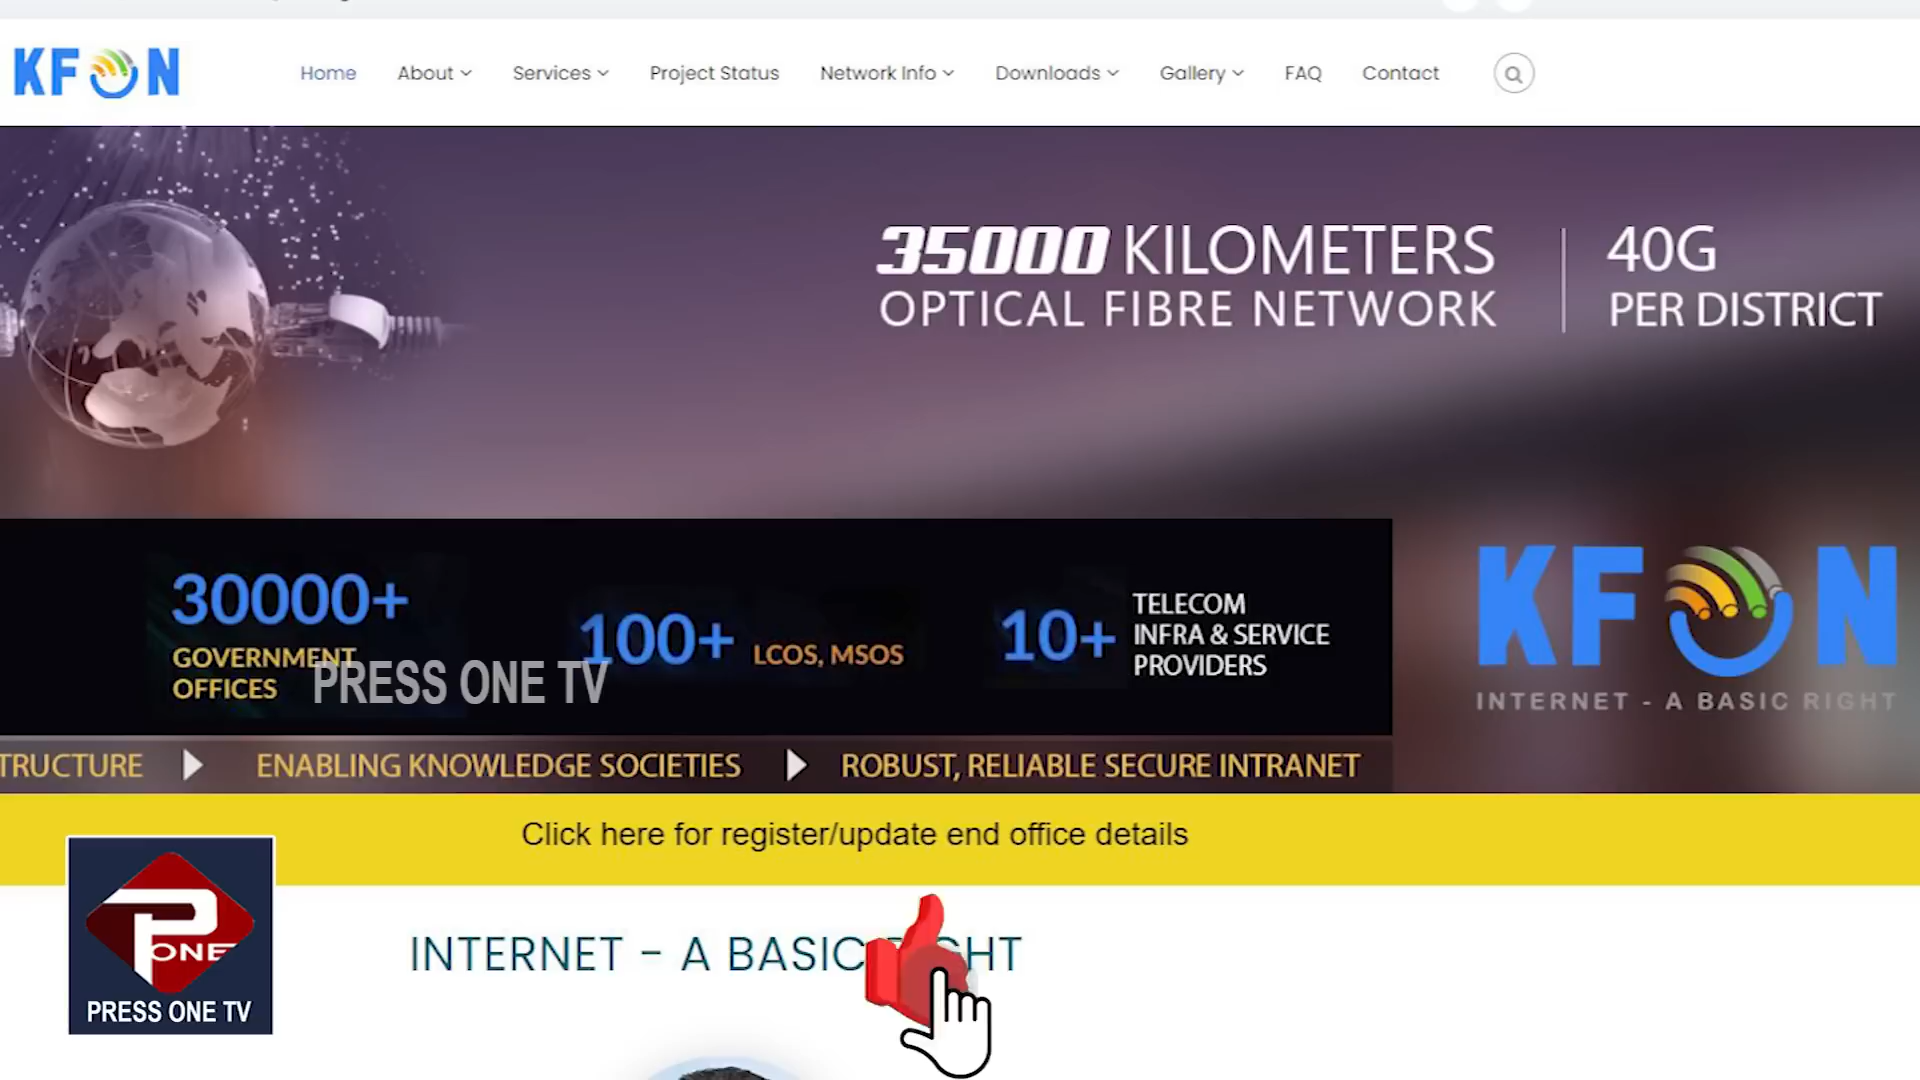 KFON
Home About Services Project Status Network Info Downloads Gallery FAQ Contact
35000 KILOMETERS
OPTICAL FIBRE NETWORK
40G
PER DISTRICT
30000+
GOVERNMENT
OFFICES
100+ LCOS, MSOS
10+ TELECOM
INFRA & SERVICE
PROVIDERS
PRESS ONE TV
KFON
INTERNET - A BASIC RIGHT
TRUCTURE ENABLING KNOWLEDGE SOCIETIES ROBUST, RELIABLE SECURE INTRANET
Click here for register/update end office details
INTERNET - A BASIC RIGHT
P ONE
PRESS ONE TV